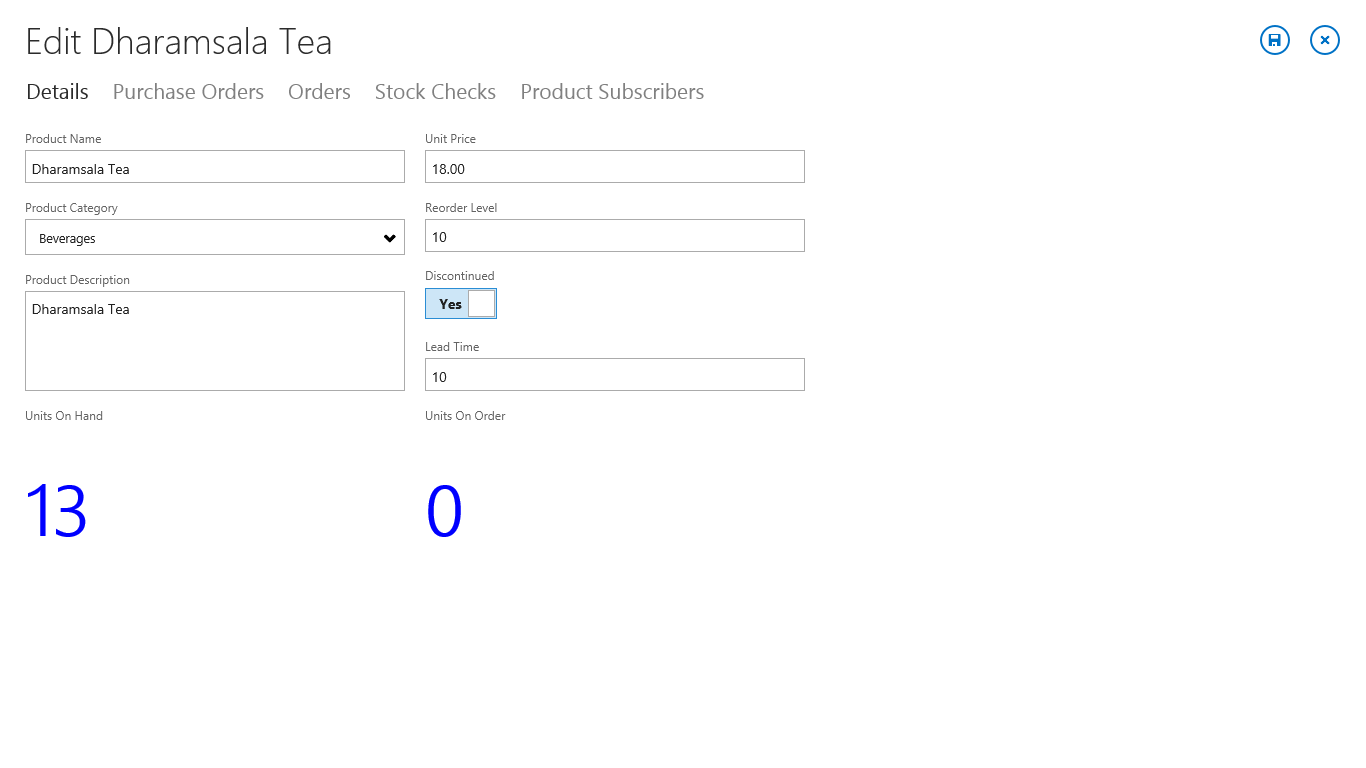 Edit Dharamsala Tea
Details Purchase Orders Orders Stock Checks Product Subscribers
Product Name
Dharamsala Tea
Product Category
Beverages
Product Description
Dharamsala Tea
Units On Hand
13
Unit Price
18.00
Reorder Level
10
Discontinued
Yes
Lead Time
10
Units On Order
0